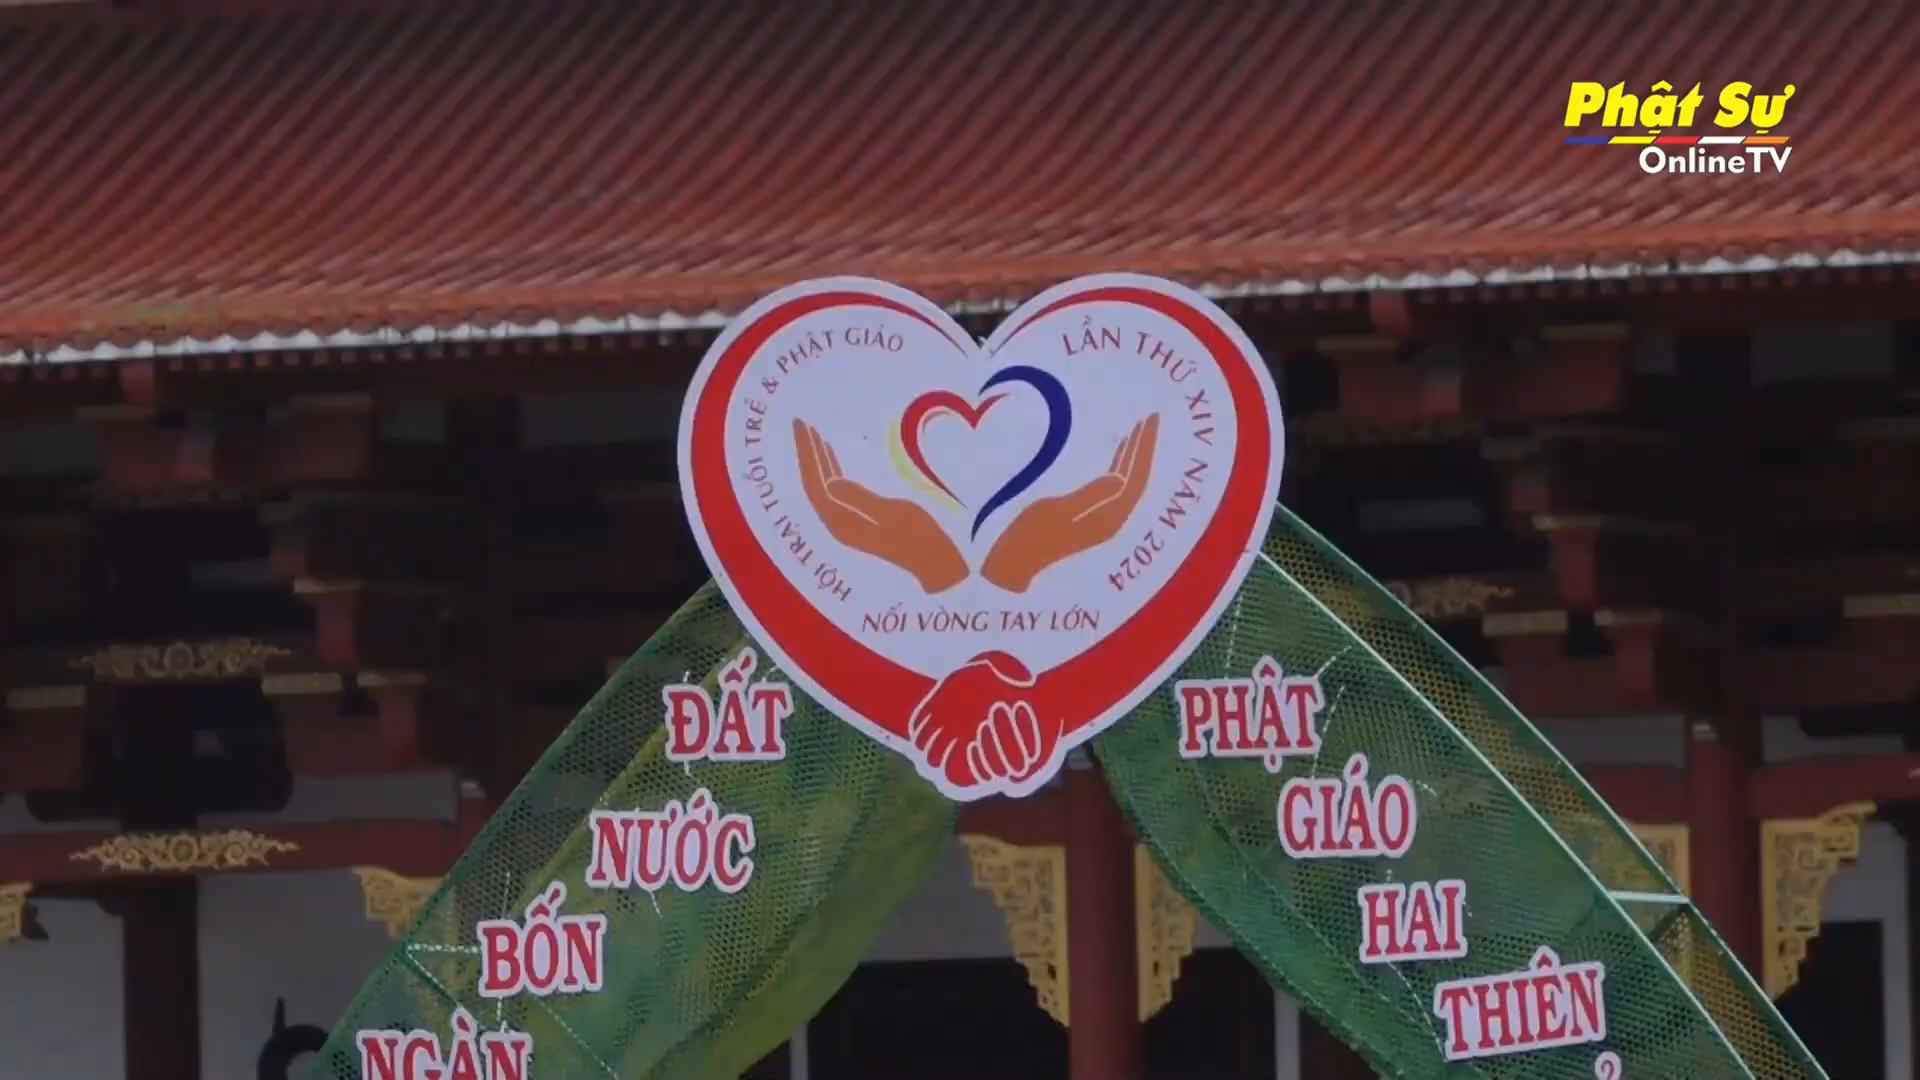 Phật Sự
OnlineTV
HỘI TRẠI TUỔI TRẺ & PHẬT GIÁO
LẦN THỨ XIV NĂM 2024
NỐI VÒNG TAY LỚN
ĐẤT
NƯỚC
BỐN
NGÀN
PHẬT
GIÁO
HAI
THIÊN